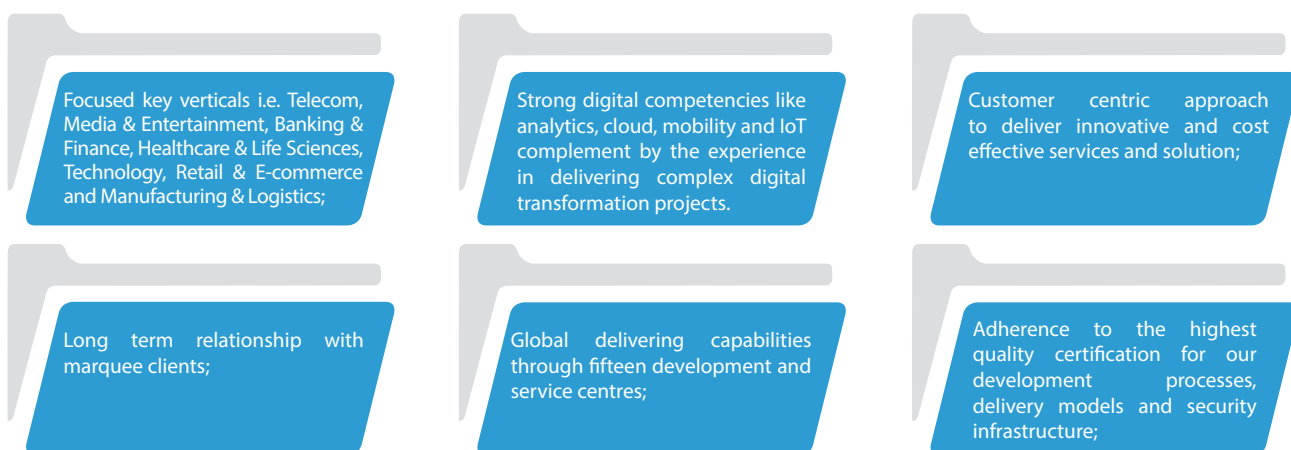 Focused key verticals i.e. Telecom,
Media & Entertainment, Banking &
Finance, Healthcare & Life Sciences,
Technology, Retail & E-commerce
and Manufacturing & Logistics;
Strong digital competencies like
analytics, cloud, mobility and IoT
complement by the experience
in delivering complex digital
transformation projects.
Customer centric approach
to deliver innovative and cost
effective services and solution;
Long term relationship with
marquee clients;
Global delivering capabilities
through fifteen development and
service centres;
Adherence to the highest
quality certification for our
development processes,
delivery models and security
infrastructure;